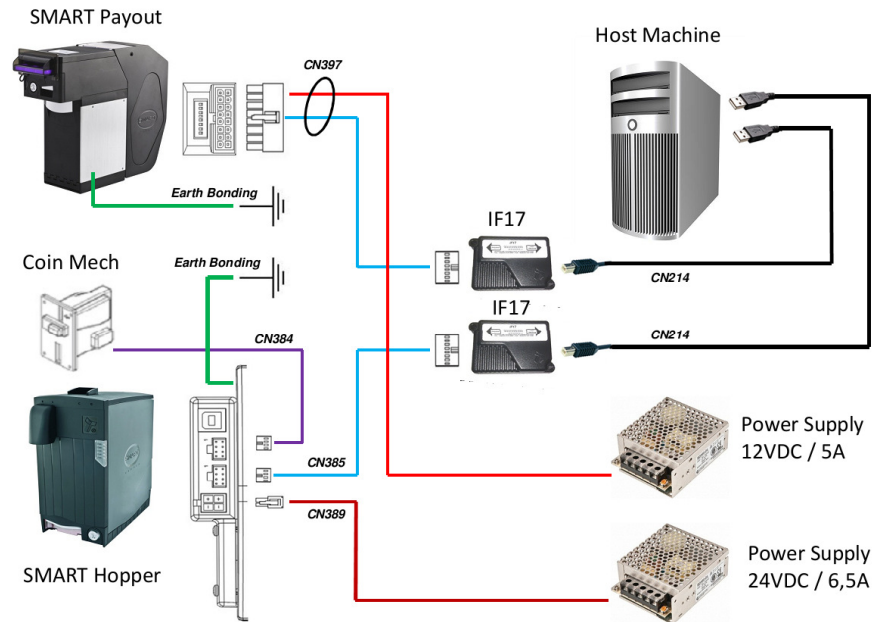 SMART Payout
Host Machine
CN397
Earth Bonding
IF17
Coin Mech
Earth Bonding
CN214
IF17
CN384
CN214
CN385
Power Supply
12VDC / 5A
CN389
SMART Hopper
Power Supply
24VDC / 6,5A